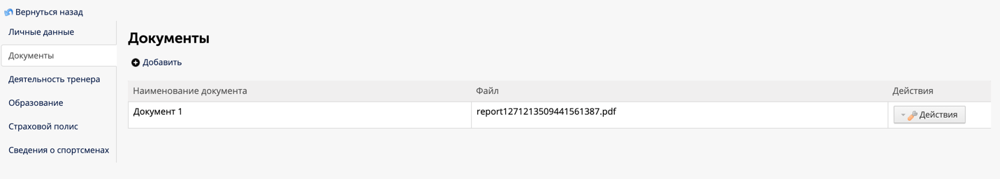 Вернуться назад
Личные данные
Документы
Деятельность тренера
Образование
Страховой полис
Сведения о спортсменах
Документы
Добавить
Наименование документа Файл Действия
Документ 1 report1271213509441561387.pdf Действия